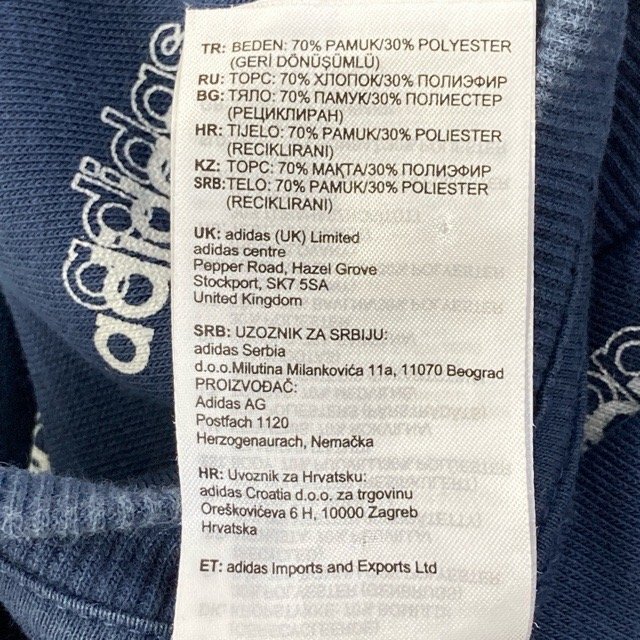 adidas
adidas
TR: BEDEN: 70% PAMUK/30% POLYESTER
(GERİ DÖNÜŞÜMLÜ)
RU: ТОРС: 70% ХЛОПОК/30% ПОЛИЭФИР
BG: ТЯЛО: 70% ПАМУК/30% ПОЛИЕСТЕР
(РЕЦИКЛИРАН)
HR: TIJELO: 70% PAMUK/30% POLIESTER
(RECIKLIRANI)
KZ: ТОРС: 70% МАҚТА/30% ПОЛИЭФИР
SRB: TELO: 70% PAMUK/30% POLIESTER
(RECIKLIRANI)
UK: adidas (UK) Limited
adidas centre
Pepper Road, Hazel Grove
Stockport, SK7 5SA
United Kingdom
SRB: UZOZNIK ZA SRBIJU:
adidas Serbia
d.o.o.Milutina Milankovića 11a, 11070 Beograd
PROIZVOĐAČ:
Adidas AG
Postfach 1120
Herzogenaurach, Nemačka
HR: Uvoznik za Hrvatsku:
adidas Croatia d.o.o. za trgovinu
Oreškovićeva 6 H, 10000 Zagreb
Hrvatska
ET: adidas Imports and Exports Ltd